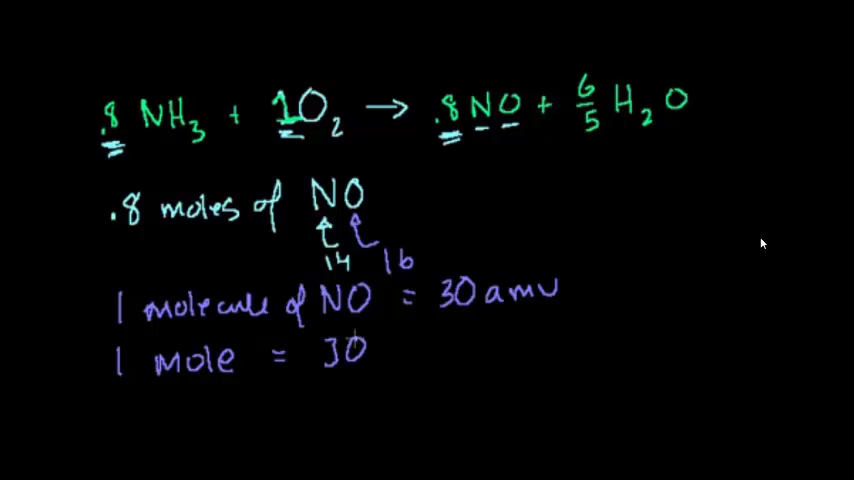 .8 NH₃ + 1O₂ → .8 NO + 6/5 H₂O
.8 moles of NO
14 16
1 molecule of NO = 30 amu
1 mole = 30